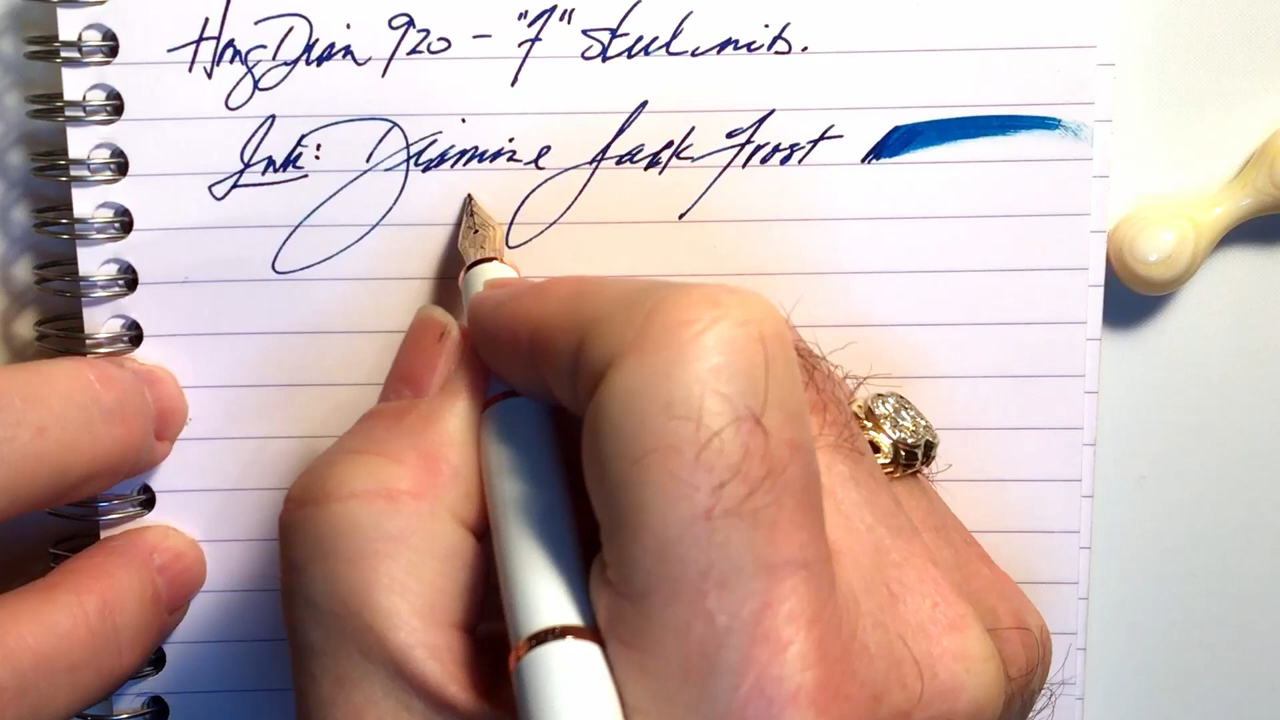 HongDian 920 - "F" Steel nib.
Ink: Diamine Jack Frost